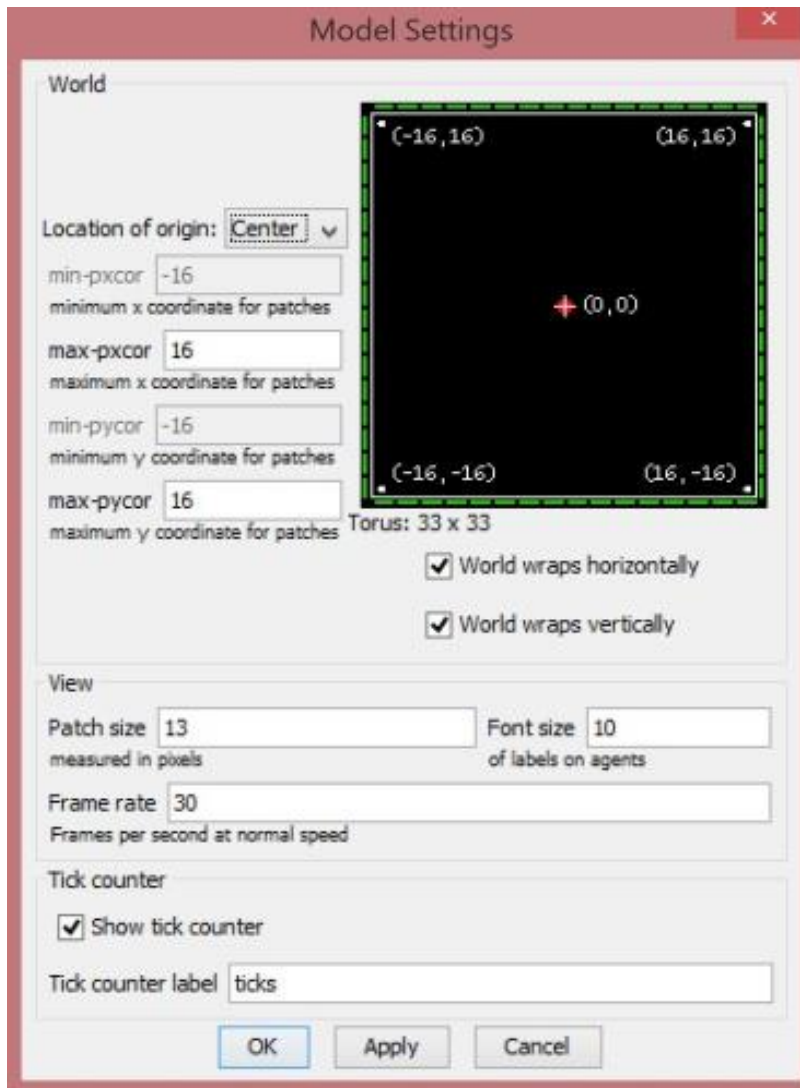 Model Settings
World
(-16,16) (16,16)
Location of origin: Center
(0,0)
min-pxcor -16
minimum x coordinate for patches
max-pxcor 16
maximum x coordinate for patches
min-pycor -16
minimum y coordinate for patches
(-16,-16) (16,-16)
max-pycor 16
maximum y coordinate for patches
Torus: 33 x 33
World wraps horizontally
World wraps vertically
View
Patch size 13 Font size 10
measured in pixels of labels on agents
Frame rate 30
Frames per second at normal speed
Tick counter
Show tick counter
Tick counter label ticks
OK Apply Cancel